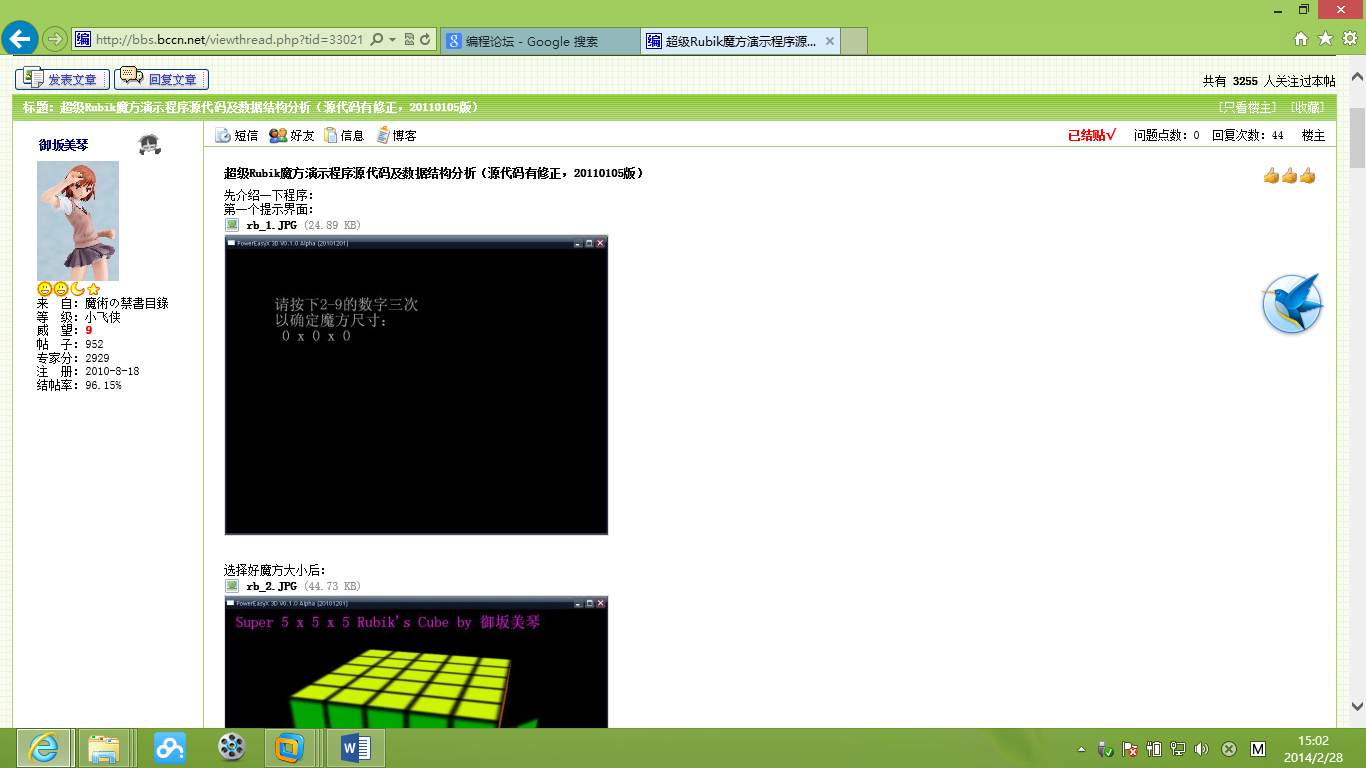 http://bbs.bccn.net/viewthread.php?tid=33021
编程论坛 - Google 搜索
超级Rubik魔方演示程序源...
发表文章
回复文章
共有 3255 人关注过本帖
标题：超级Rubik魔方演示程序源代码及数据结构分析（源代码有修正，20110105版）
[只看楼主] [收藏]
御坂美琴
短信 好友 信息 博客
已结贴√ 问题点数：0 回复次数：44 楼主
超级Rubik魔方演示程序源代码及数据结构分析（源代码有修正，20110105版）
先介绍一下程序：
第一个提示界面：
rb_1.JPG (24.89 KB)
PowerEasyX 3D V0.1.0 Alpha (20101201)
请按下2-9的数字三次
以确定魔方尺寸：
0 x 0 x 0
来 自：魔術の禁書目錄
等 级：小飞侠
威 望：9
帖 子：952
专家分：2929
注 册：2010-8-18
结帖率：96.15%
选择好魔方大小后：
rb_2.JPG (44.73 KB)
PowerEasyX 3D V0.1.0 Alpha (20101201)
Super 5 x 5 x 5 Rubik's Cube by 御坂美琴
M
15:02
2014/2/28